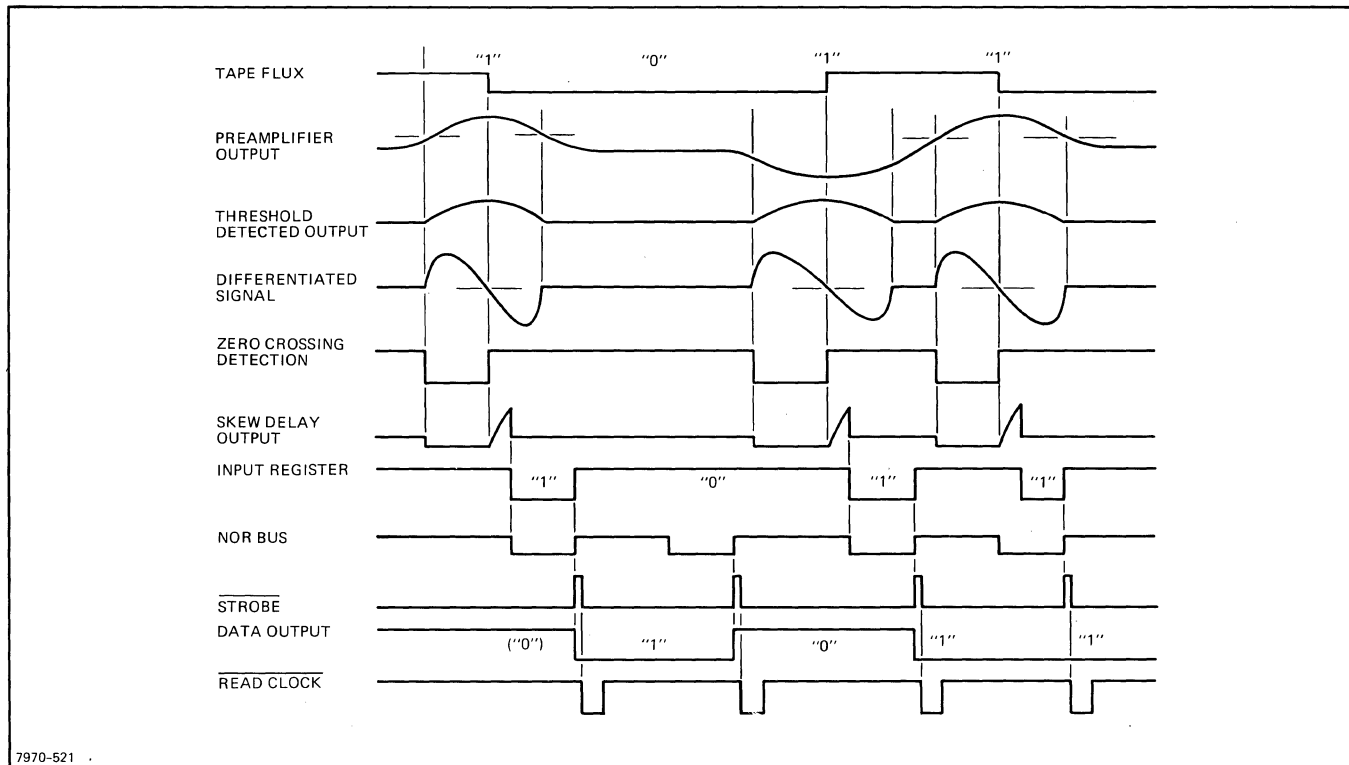 "1" "0" "1" "1"
TAPE FLUX
PREAMPLIFIER
OUTPUT
THRESHOLD
DETECTED OUTPUT
DIFFERENTIATED
SIGNAL
ZERO CROSSING
DETECTION
SKEW DELAY
OUTPUT
INPUT REGISTER
"1" "0" "1" "1"
NOR BUS
STROBE
DATA OUTPUT
("0") "1" "0" "1" "1"
READ CLOCK
7970-521